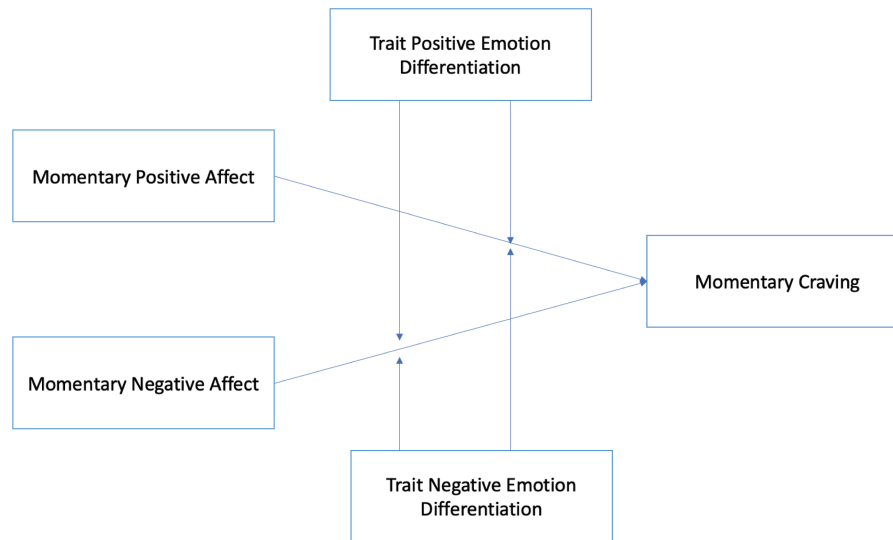 Trait Positive Emotion
Differentiation
Momentary Positive Affect
Momentary Craving
Momentary Negative Affect
Trait Negative Emotion
Differentiation